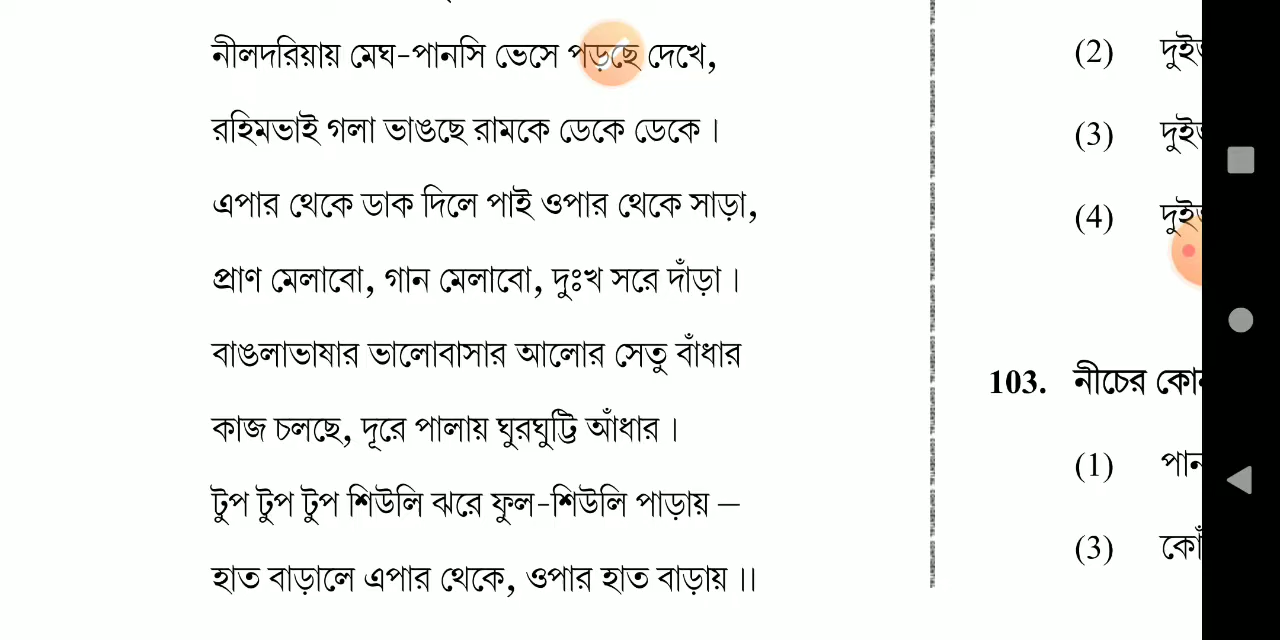 নীলদরিয়ায় মেঘ-পানসি ভেসে পড়ছে দেখে,
রহিমভাই গলা ভাঙছে রামকে ডেকে ডেকে।
এপার থেকে ডাক দিলে পাই ওপার থেকে সাড়া,
প্রাণ মেলাবো, গান মেলাবো, দুঃখ সরে দাঁড়া।
বাঙলাভাষার ভালোবাসার আলোর সেতু বাঁধার
কাজ চলছে, দূরে পালায় ঘুরঘুট্টি আঁধার।
টুপ টুপ টুপ শিউলি ঝরে ফুল-শিউলি পাড়ায় –
হাত বাড়ালে এপার থেকে, ওপার হাত বাড়ায়।।
(2)
(3)
(4)
103. নীচের
(1)
(3)